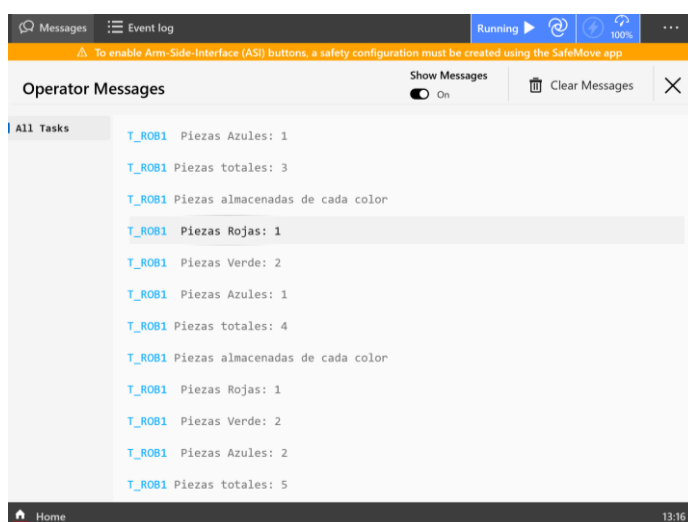 Messages Event log Running 100% ...
To enable Arm-Side-Interface (ASI) buttons, a safety configuration must be created using the SafeMove app
Operator Messages Show Messages On Clear Messages
All Tasks
T_ROB1 Piezas Azules: 1
T_ROB1 Piezas totales: 3
T_ROB1 Piezas almacenadas de cada color
T_ROB1 Piezas Rojas: 1
T_ROB1 Piezas Verde: 2
T_ROB1 Piezas Azules: 1
T_ROB1 Piezas totales: 4
T_ROB1 Piezas almacenadas de cada color
T_ROB1 Piezas Rojas: 1
T_ROB1 Piezas Verde: 2
T_ROB1 Piezas Azules: 2
T_ROB1 Piezas totales: 5
Home 13:16